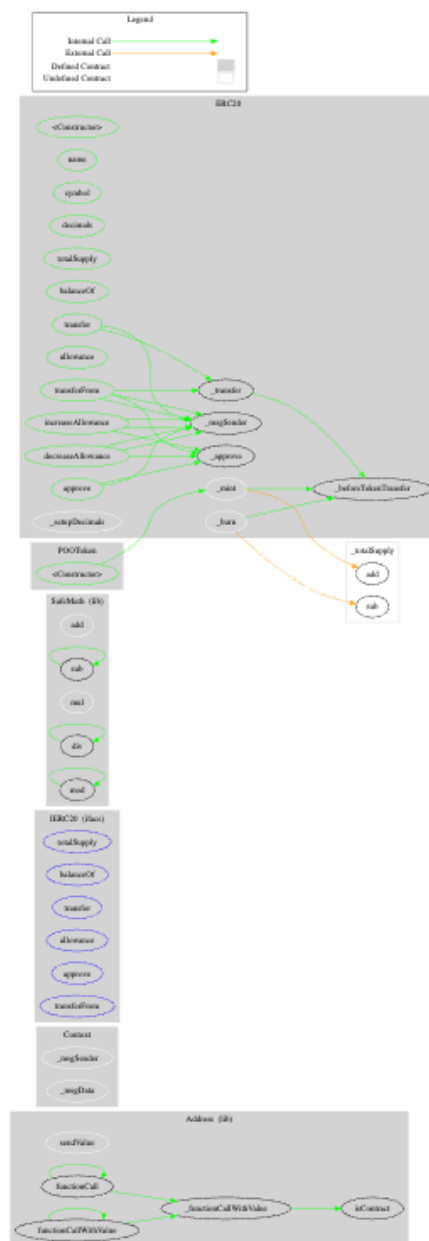 Legend
Internal Call
External Call
Defined Contract
Undefined Contract
ERC20
<Constructor>
name
symbol
decimals
totalSupply
balanceOf
transfer
allowance
transferFrom
_transfer
increaseAllowance
_msgSender
decreaseAllowance
_approve
approve
_mint
_beforeTokenTransfer
_setupDecimals
_burn
POOToken
<Constructor>
_totalSupply
add
sub
SafeMath (lib)
add
sub
mul
div
mod
IERC20 (iface)
totalSupply
balanceOf
transfer
allowance
approve
transferFrom
Context
_msgSender
_msgData
Address (lib)
sendValue
functionCall
_functionCallWithValue
isContract
functionCallWithValue